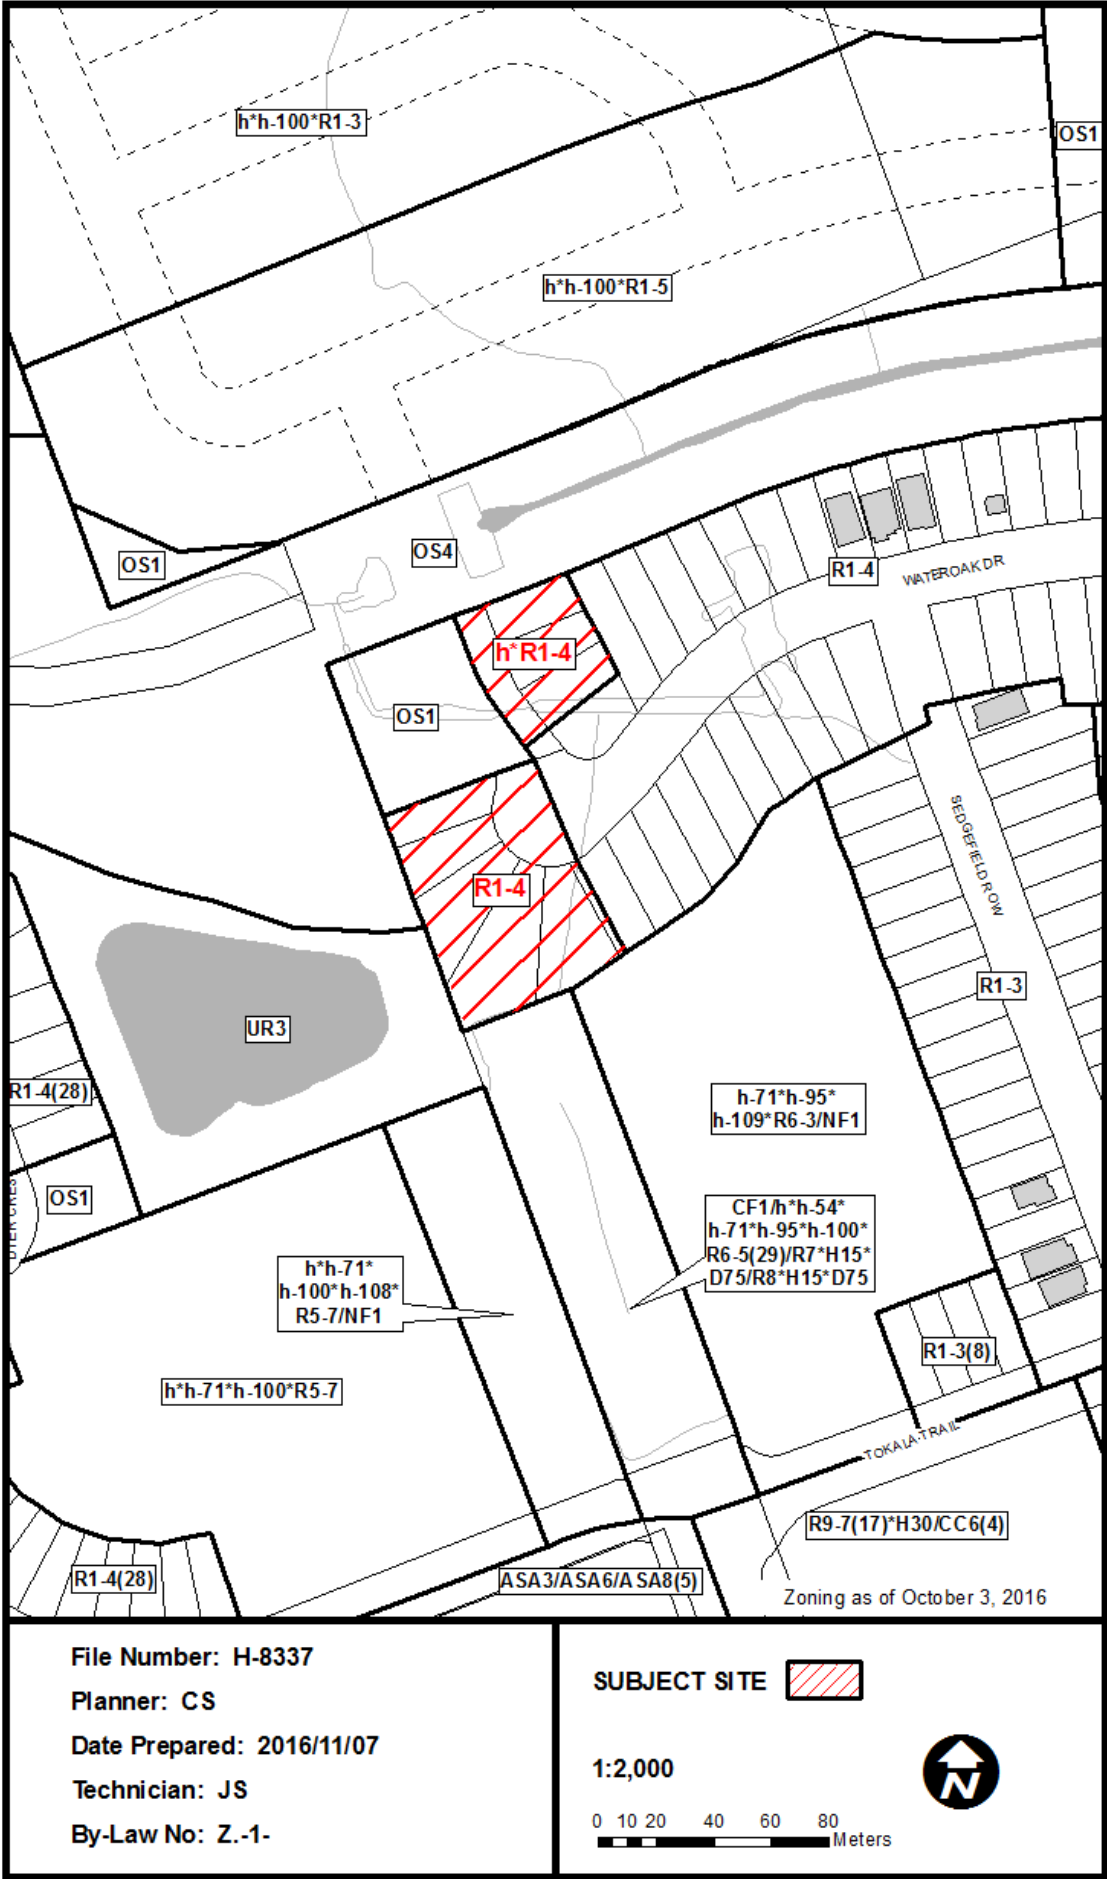 h*h-100*R1-3
OS1
h*h-100*R1-5
OS1
OS4
R1-4
WATEROAK DR
h*R1-4
OS1
SEDGEFIELD ROW
R1-4
R1-3
UR3
R1-4(28)
h-71*h-95*
h-109*R6-3/NF1
OS1
CF1/h*h-54*
h-71*h-95*h-100*
R6-5(29)/R7*H15*
D75/R8*H15*D75
h*h-71*
h-100*h-108*
R5-7/NF1
R1-3(8)
h*h-71*h-100*R5-7
TOKALA TRAIL
R9-7(17)*H30/CC6(4)
R1-4(28)
ASA3/ASA6/ASA8(5)
Zoning as of October 3, 2016
File Number: H-8337
Planner: CS
Date Prepared: 2016/11/07
Technician: JS
By-Law No: Z.-1-
SUBJECT SITE
1:2,000
N
0 10 20 40 60 80
Meters